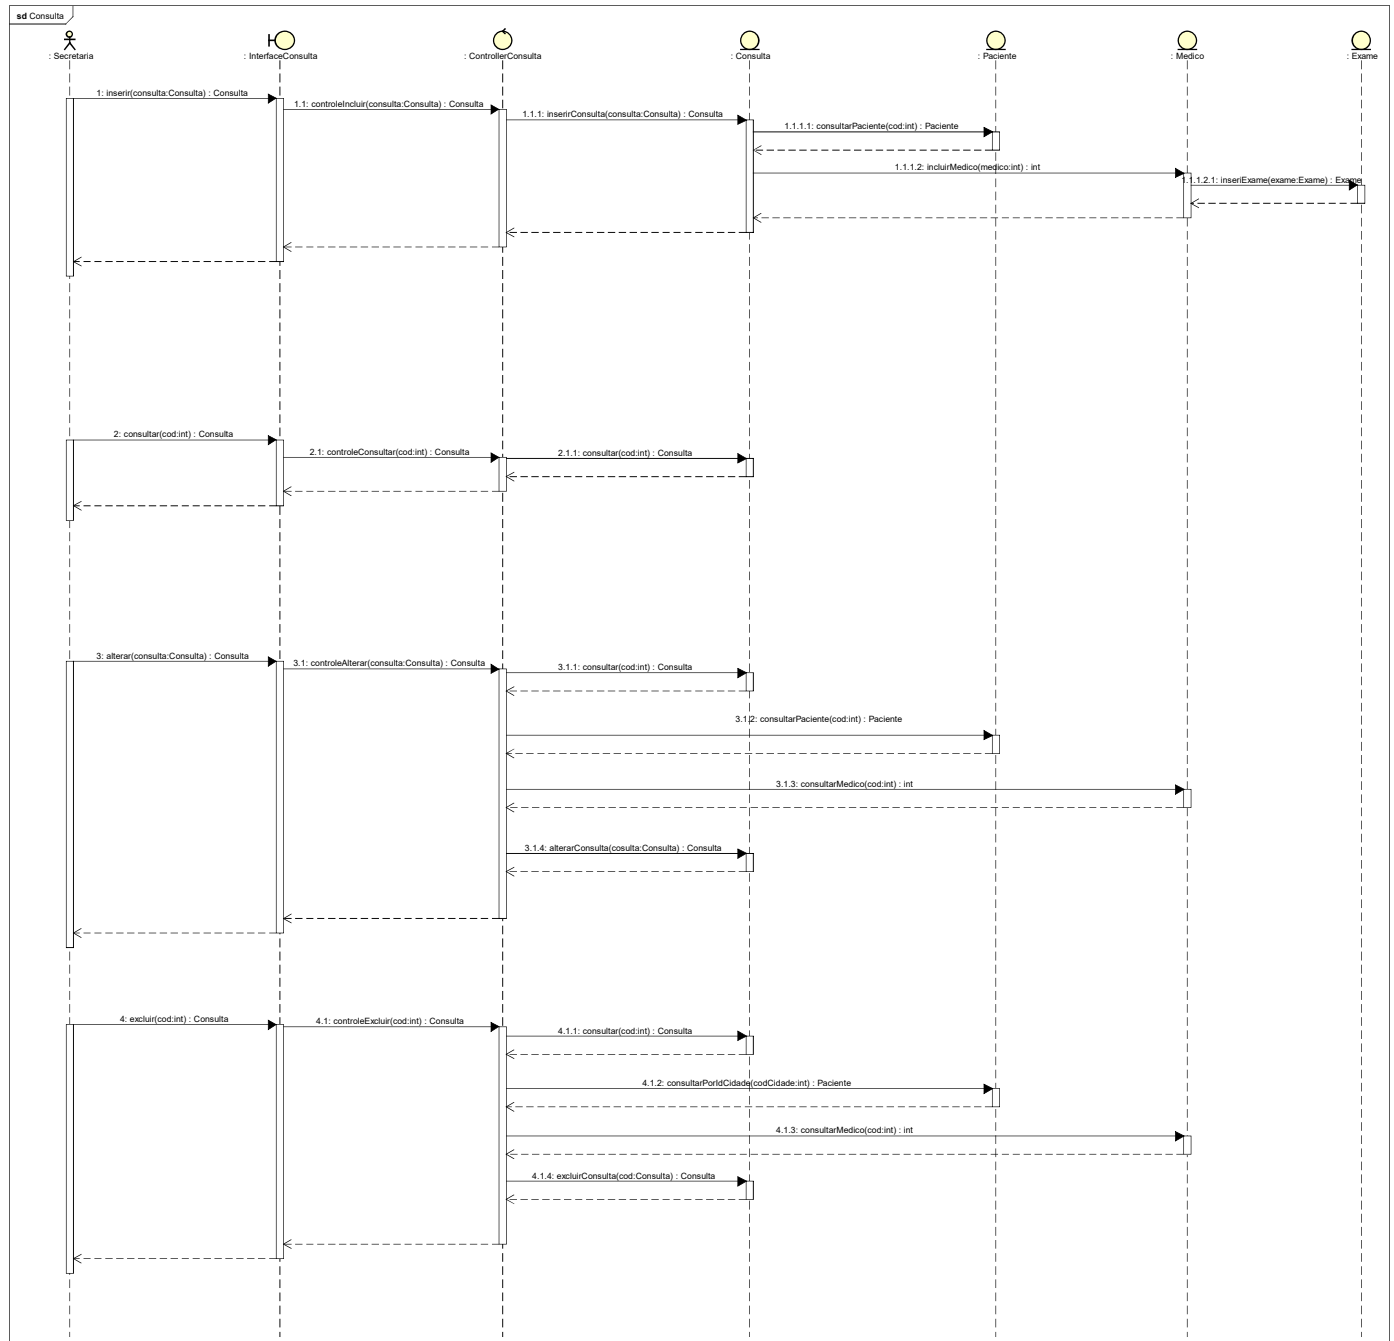 sd Consulta
: Secretaria
: InterfaceConsulta
: ControllerConsulta
: Consulta
: Paciente
: Medico
: Exame
1: inserir(consulta:Consulta) : Consulta
1.1: controleIncluir(consulta:Consulta) : Consulta
1.1.1: inserirConsulta(consulta:Consulta) : Consulta
1.1.1.1: consultarPaciente(cod:int) : Paciente
1.1.1.2: incluirMedico(medico:int) : int
1.1.1.2.1: inseriExame(exame:Exame) : Exame
2: consultar(cod:int) : Consulta
2.1: controleConsultar(cod:int) : Consulta
2.1.1: consultar(cod:int) : Consulta
3: alterar(consulta:Consulta) : Consulta
3.1: controleAlterar(consulta:Consulta) : Consulta
3.1.1: consultar(cod:int) : Consulta
3.1.2: consultarPaciente(cod:int) : Paciente
3.1.3: consultarMedico(cod:int) : int
3.1.4: alterarConsulta(cosulta:Consulta) : Consulta
4: excluir(cod:int) : Consulta
4.1: controleExcluir(cod:int) : Consulta
4.1.1: consultar(cod:int) : Consulta
4.1.2: consultarPorIdCidade(codCidade:int) : Paciente
4.1.3: consultarMedico(cod:int) : int
4.1.4: excluirConsulta(cod:Consulta) : Consulta